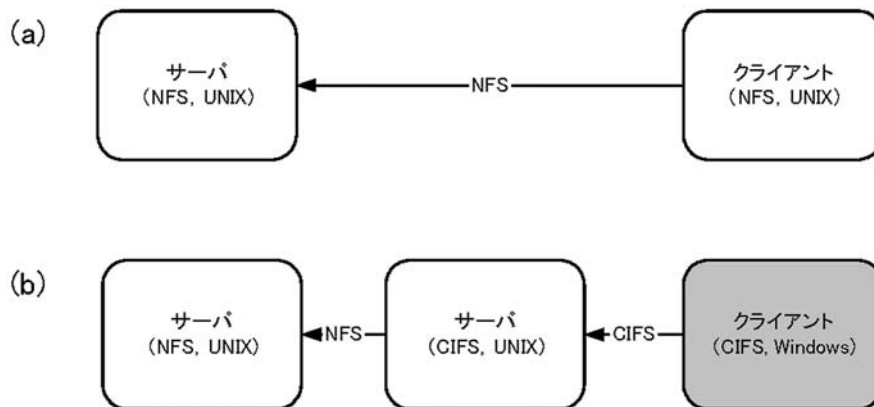 (a)
サーバ
(NFS, UNIX)
NFS
クライアント
(NFS, UNIX)
(b)
サーバ
(NFS, UNIX)
NFS
サーバ
(CIFS, UNIX)
CIFS
クライアント
(CIFS, Windows)